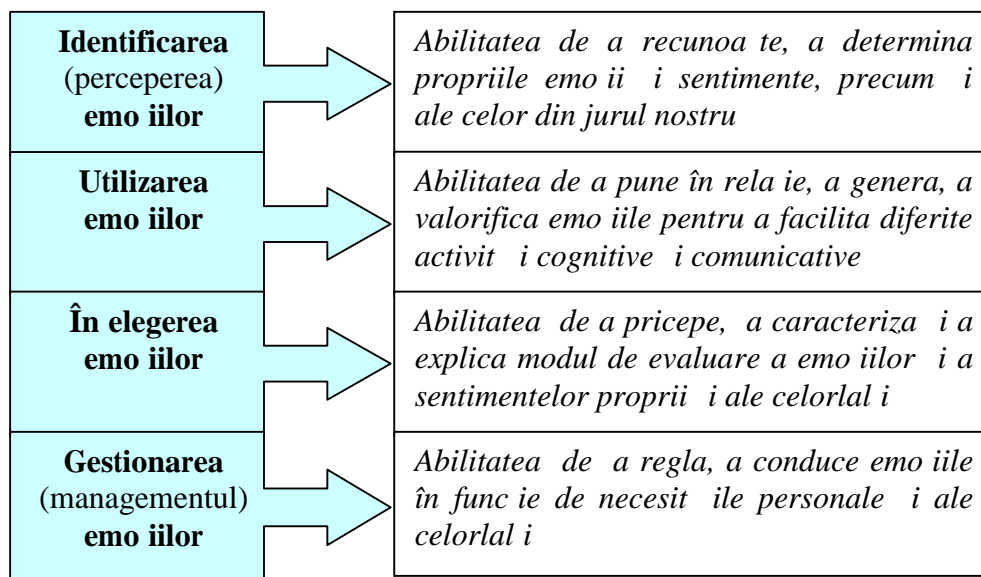 Identificarea
(perceperea)
emo iilor
Abilitatea de a recunoa te, a determina
propriile emo ii i sentimente, precum i
ale celor din jurul nostru
Utilizarea
emo iilor
Abilitatea de a pune în rela ie, a genera, a
valorifica emo iile pentru a facilita diferite
activit i cognitive i comunicative
În elegerea
emo iilor
Abilitatea de a pricepe, a caracteriza i a
explica modul de evaluare a emo iilor i a
sentimentelor proprii i ale celorlal i
Gestionarea
(managementul)
emo iilor
Abilitatea de a regla, a conduce emo iile
în func ie de necesit ile personale i ale
celorlal i